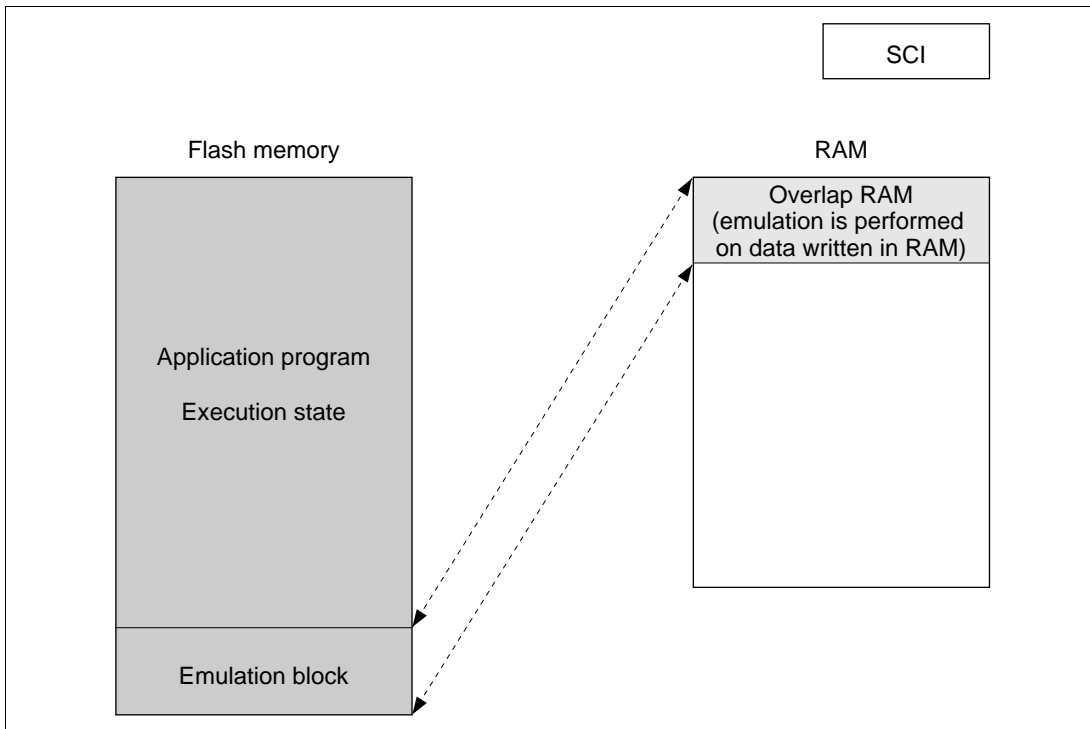 SCI
Flash memory
RAM
Overlap RAM
(emulation is performed
on data written in RAM)
Application program
Execution state
Emulation block